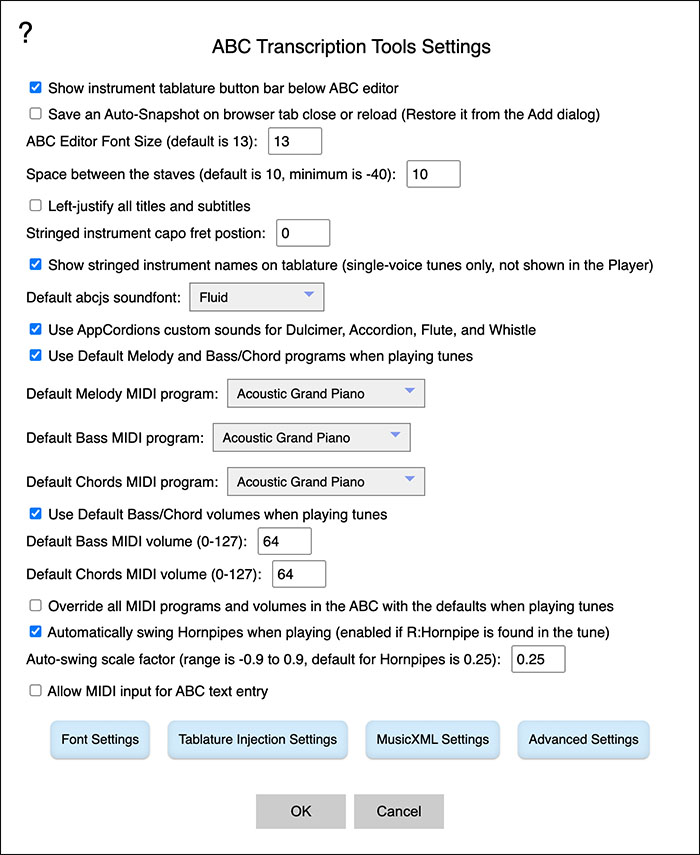 ?
ABC Transcription Tools Settings
Show instrument tablature button bar below ABC editor
Save an Auto-Snapshot on browser tab close or reload (Restore it from the Add dialog)
ABC Editor Font Size (default is 13): 13
Space between the staves (default is 10, minimum is -40): 10
Left-justify all titles and subtitles
Stringed instrument capo fret postion: 0
Show stringed instrument names on tablature (single-voice tunes only, not shown in the Player)
Default abcjs soundfont: Fluid
Use AppCordions custom sounds for Dulcimer, Accordion, Flute, and Whistle
Use Default Melody and Bass/Chord programs when playing tunes
Default Melody MIDI program: Acoustic Grand Piano
Default Bass MIDI program: Acoustic Grand Piano
Default Chords MIDI program: Acoustic Grand Piano
Use Default Bass/Chord volumes when playing tunes
Default Bass MIDI volume (0-127): 64
Default Chords MIDI volume (0-127): 64
Override all MIDI programs and volumes in the ABC with the defaults when playing tunes
Automatically swing Hornpipes when playing (enabled if R:Hornpipe is found in the tune)
Auto-swing scale factor (range is -0.9 to 0.9, default for Hornpipes is 0.25): 0.25
Allow MIDI input for ABC text entry
Font Settings Tablature Injection Settings MusicXML Settings Advanced Settings
OK Cancel